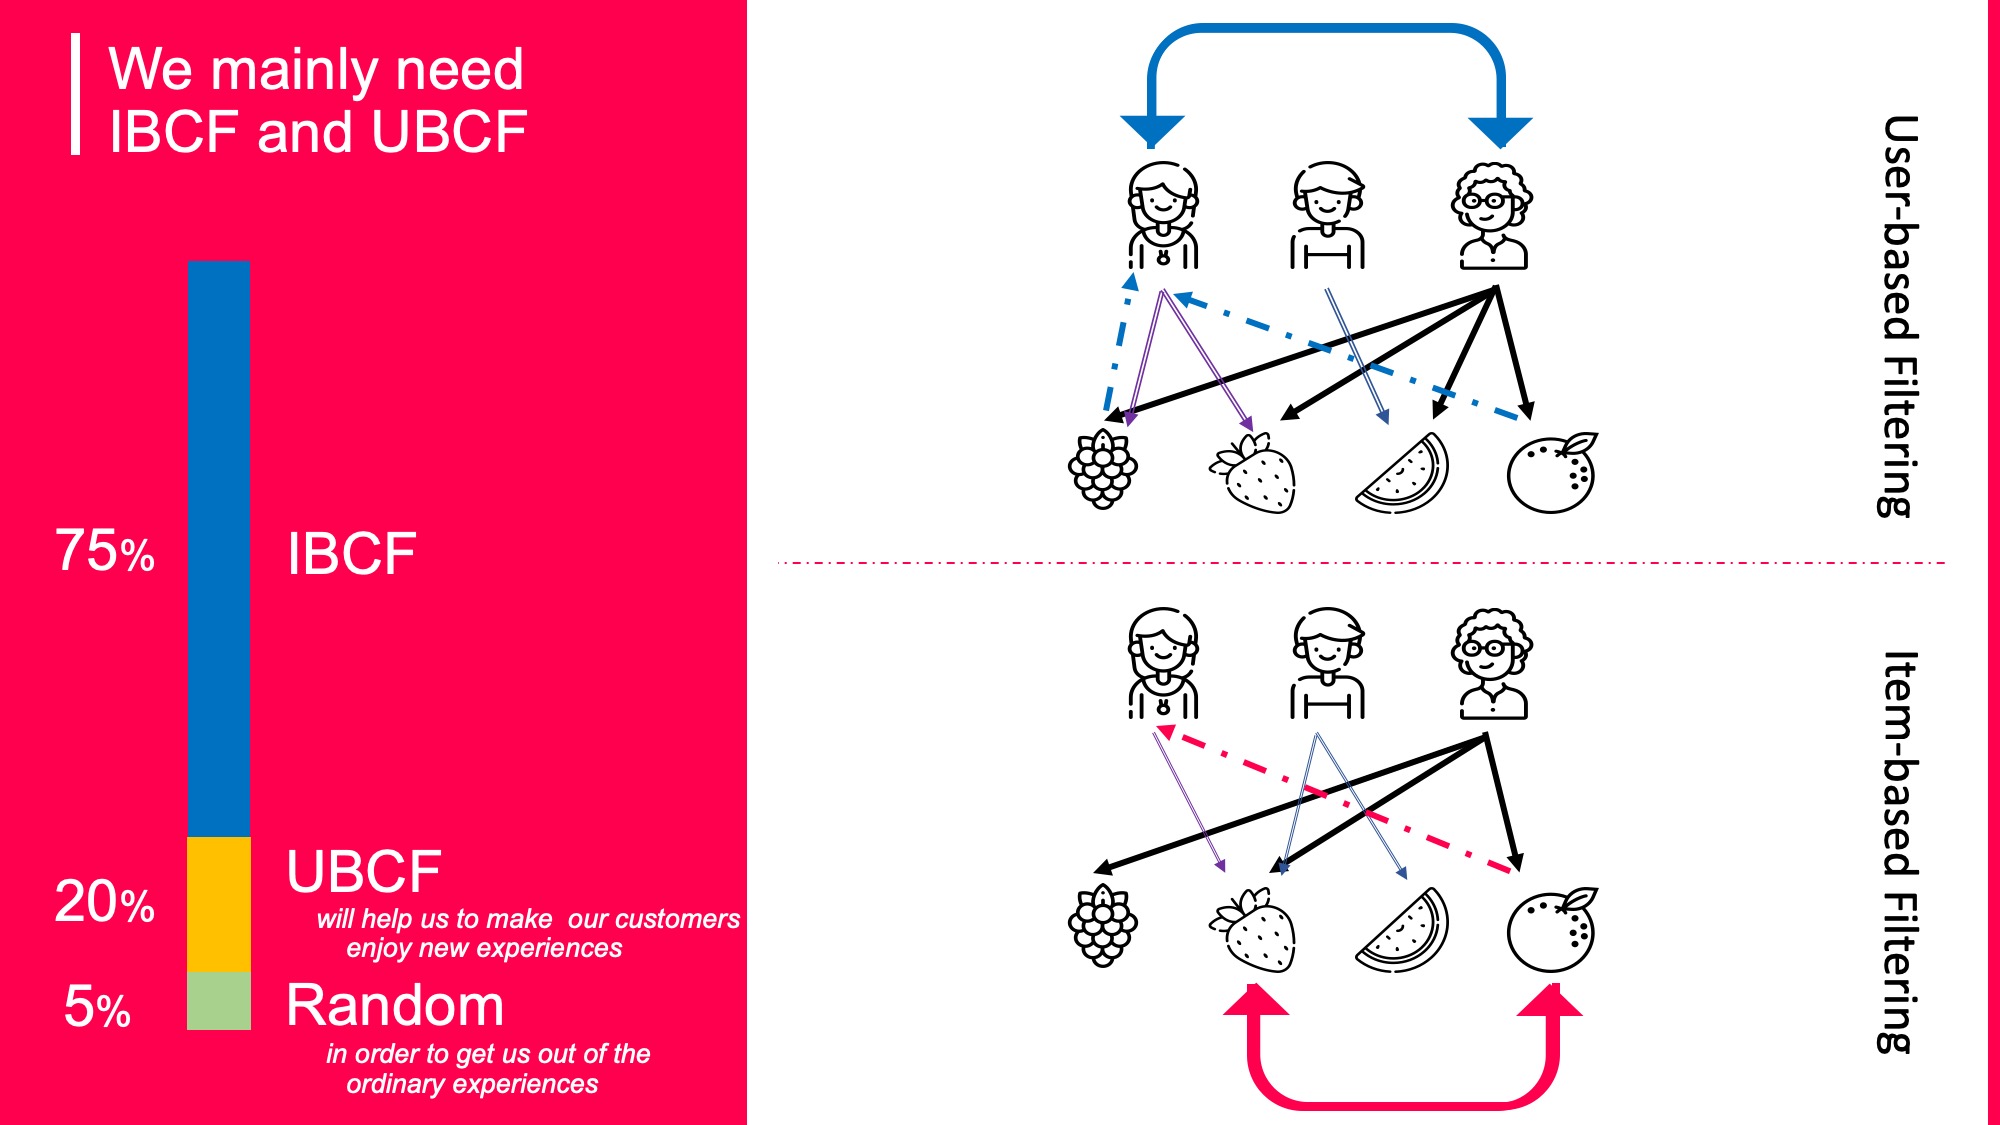 We mainly need
IBCF and UBCF
75%
IBCF
20%
UBCF
will help us to make  our customers
enjoy new experiences
5%
Random
in order to get us out of the
ordinary experiences
User-based Filtering
Item-based Filtering